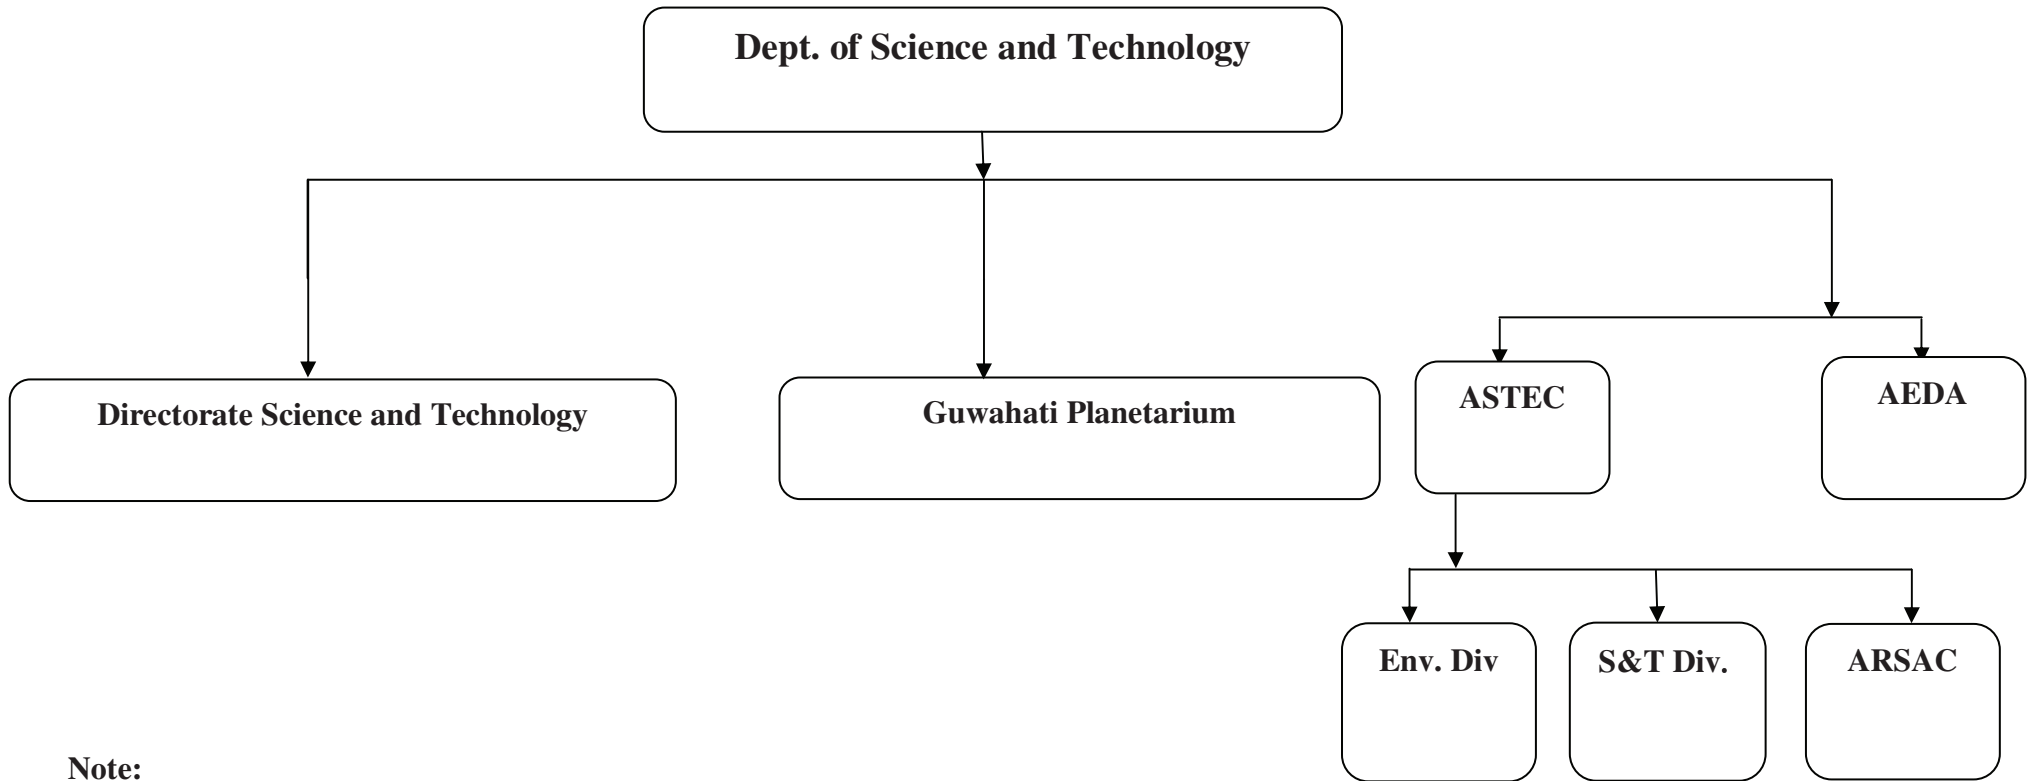 Dept. of Science and Technology
Directorate Science and Technology
Guwahati Planetarium
ASTEC
AEDA
Env. Div
S&T Div.
ARSAC
Note: